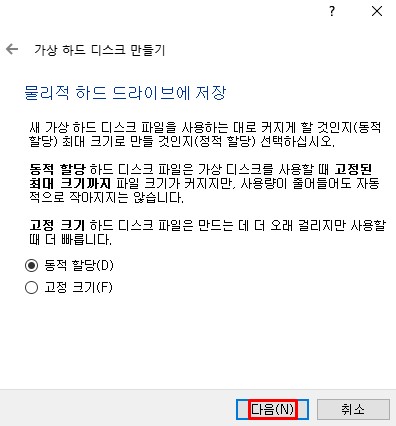 ?
가상 하드 디스크 만들기
물리적 하드 드라이브에 저장
새 가상 하드 디스크 파일을 사용하는 대로 커지게 할 것인지(동적
할당) 최대 크기로 만들 것인지(정적 할당) 선택하십시오.
동적 할당 하드 디스크 파일은 가상 디스크를 사용할 때 고정된
최대 크기까지 파일 크기가 커지지만, 사용량이 줄어들어도 자동
적으로 작아지지는 않습니다.
고정 크기 하드 디스크 파일은 만드는 데 더 오래 걸리지만 사용할
때 더 빠릅니다.
동적 할당(D)
고정 크기(F)
다음(N) 취소